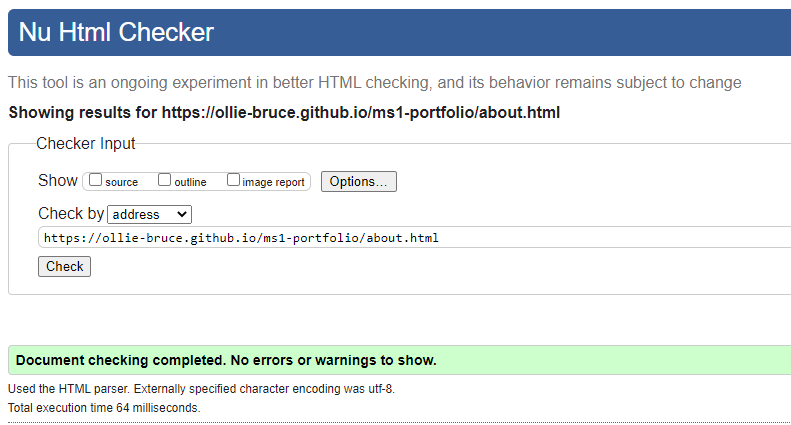 Nu Html Checker
This tool is an ongoing experiment in better HTML checking, and its behavior remains subject to change
Showing results for https://ollie-bruce.github.io/ms1-portfolio/about.html
Checker Input
Show source outline image report Options...
Check by address
https://ollie-bruce.github.io/ms1-portfolio/about.html
Check
Document checking completed. No errors or warnings to show.
Used the HTML parser. Externally specified character encoding was utf-8.
Total execution time 64 milliseconds.